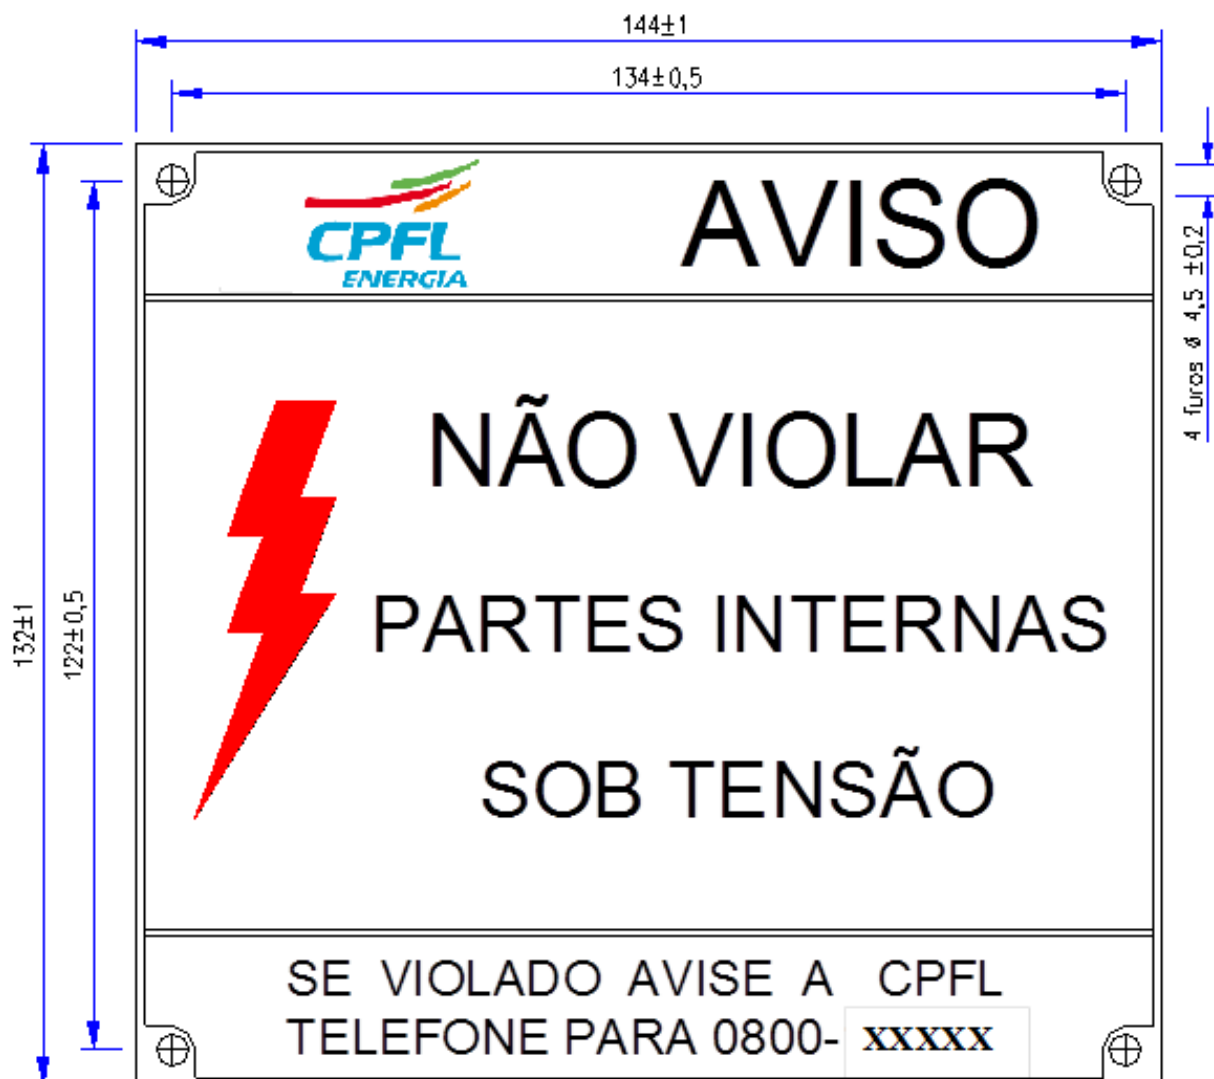 144±1
134±0,5
4 furos ø 4,5 ±0,2
132±1
122±0,5
CPFL
ENERGIA
AVISO
NÃO VIOLAR
PARTES INTERNAS
SOB TENSÃO
SE VIOLADO AVISE A CPFL
TELEFONE PARA 0800- XXXXX